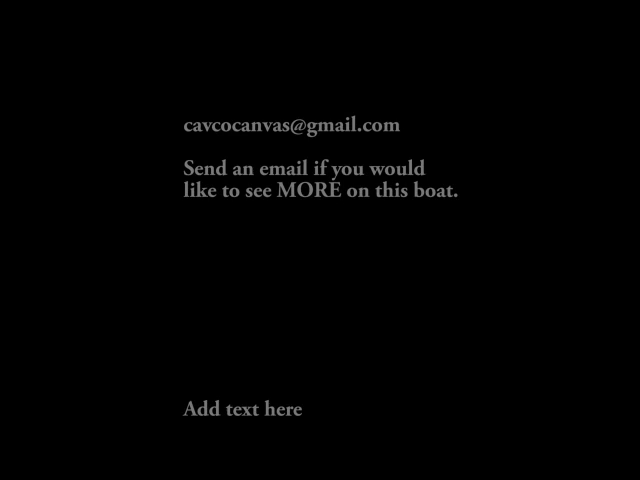 cavcocanvas@gmail.com
Send an email if you would
like to see MORE on this boat.
Add text here